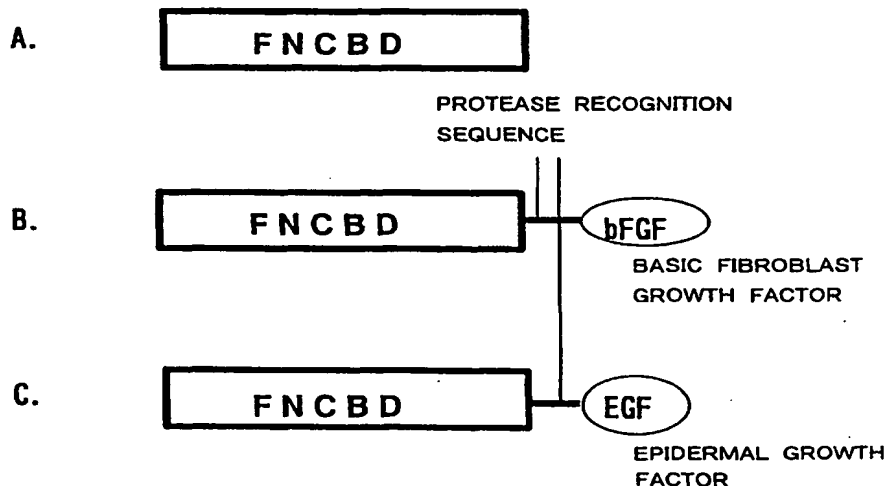 A.
FNCBD
PROTEASE RECOGNITION
SEQUENCE
B.
FNCBD
bFGF
BASIC FIBROBLAST
GROWTH FACTOR
C.
FNCBD
EGF
EPIDERMAL GROWTH
FACTOR